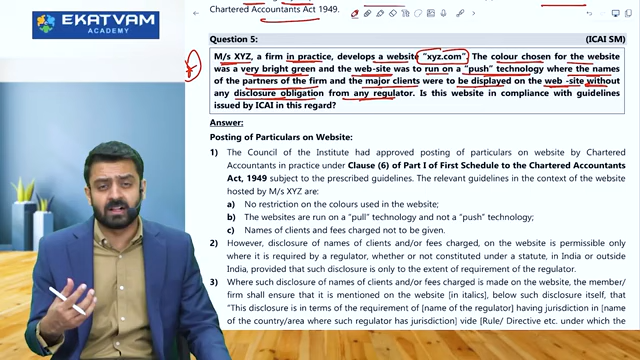 EKATVAM
ACADEMY
Chartered Accountants Act 1949.
Question 5:
(ICAI SM)
M/s XYZ, a firm in practice, develops a website "xyz.com". The colour chosen for the website
was a very bright green and the web-site was to run on a "push" technology where the names
of the partners of the firm and the major clients were to be displayed on the web -site without
any disclosure obligation from any regulator. Is this website in compliance with guidelines
issued by ICAI in this regard?
Answer:
Posting of Particulars on Website:
1) The Council of the Institute had approved posting of particulars on website by Chartered
Accountants in practice under Clause (6) of Part I of First Schedule to the Chartered Accountants
Act, 1949 subject to the prescribed guidelines. The relevant guidelines in the context of the website
hosted by M/s XYZ are:
a) No restriction on the colours used in the website;
b) The websites are run on a "pull" technology and not a "push" technology;
c) Names of clients and fees charged not to be given.
2) However, disclosure of names of clients and/or fees charged, on the website is permissible only
where it is required by a regulator, whether or not constituted under a statute, in India or outside
India, provided that such disclosure is only to the extent of requirement of the regulator.
3) Where such disclosure of names of clients and/or fees charged is made on the website, the member/
firm shall ensure that it is mentioned on the website [in italics], below such disclosure itself, that
"This disclosure is in terms of the requirement of [name of the regulator] having jurisdiction in
[name of the country/area where such regulator has jurisdiction] vide [Rule/ Directive etc. under which the